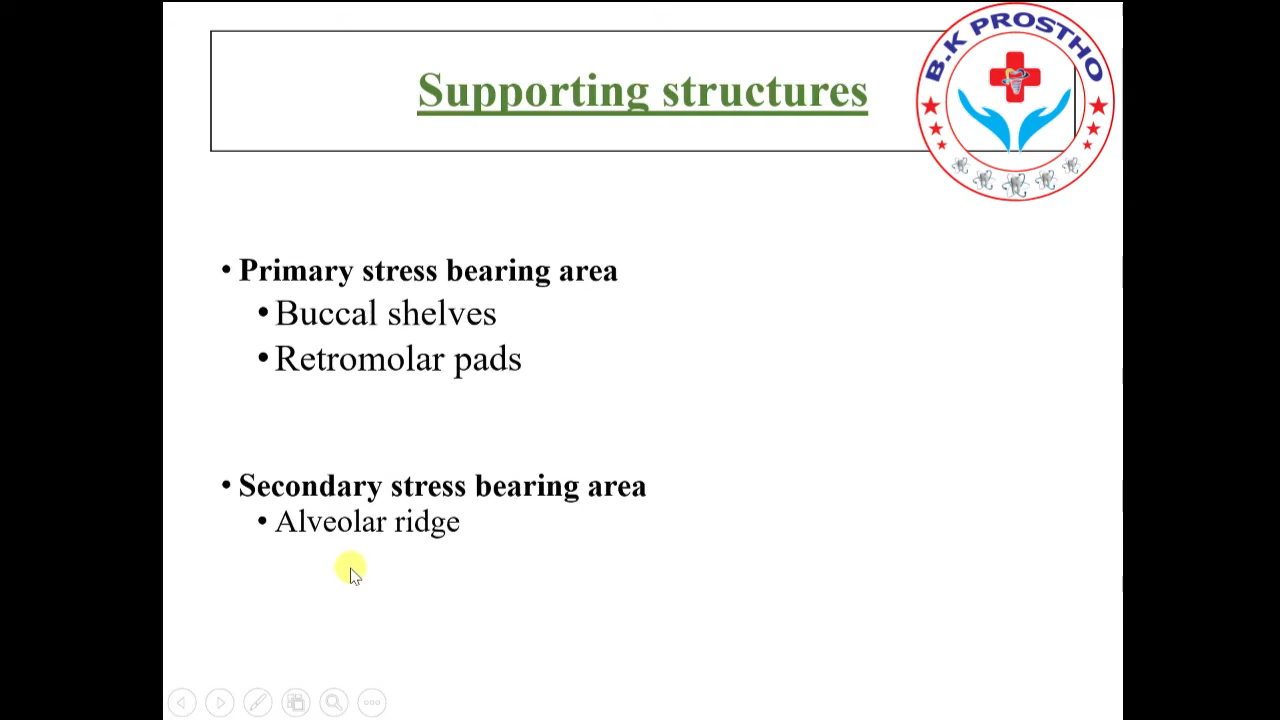 B.K PROSTHO
Supporting structures
• Primary stress bearing area
• Buccal shelves
• Retromolar pads
• Secondary stress bearing area
• Alveolar ridge